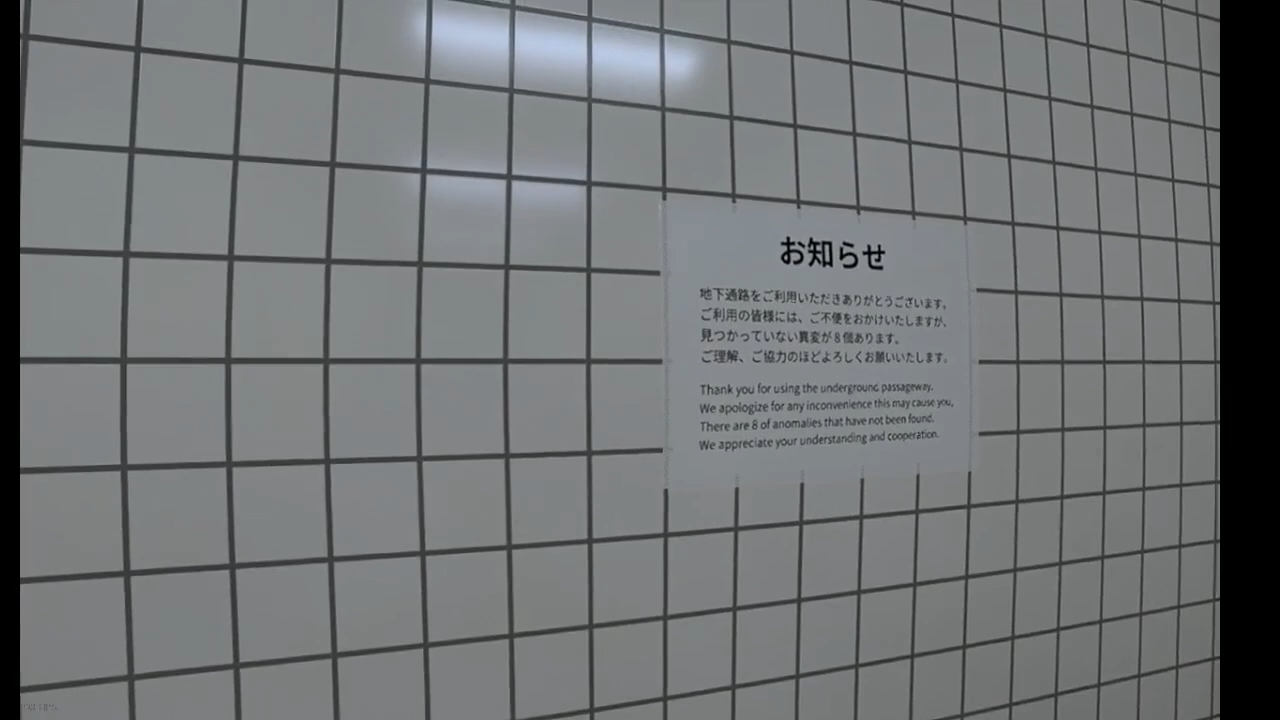 お知らせ
地下通路をご利用いただきありがとうございます。
ご利用の皆様には、ご不便をおかけいたしますが、
見つかっていない異変が8個あります。
ご理解、ご協力のほどよろしくお願いいたします。
Thank you for using the underground passageway.
We apologize for any inconvenience this may cause you,
There are 8 of anomalies that have not been found.
We appreciate your understanding and cooperation.